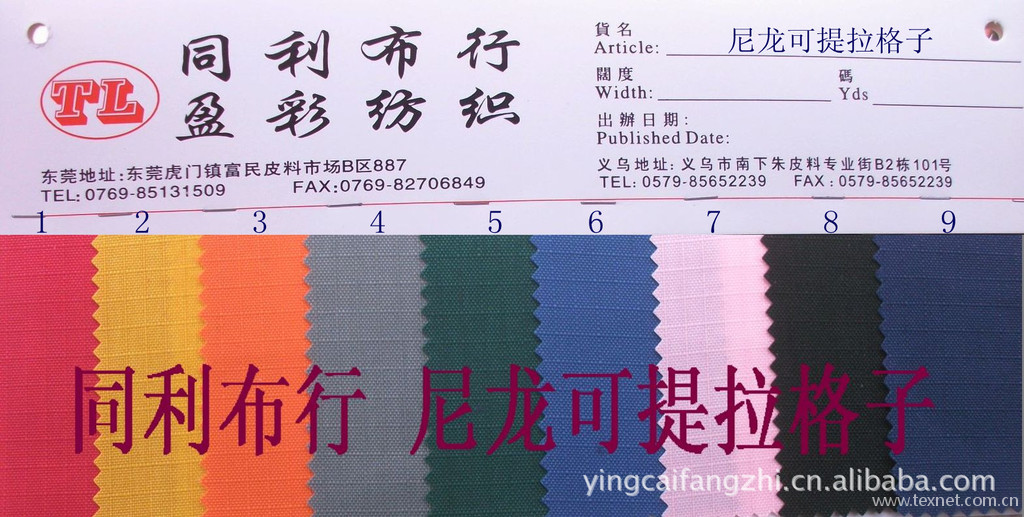 TL
同利布行
盈彩纺织
东莞地址:东莞虎门镇富民皮料市场B区887
TEL:0769-85131509 FAX:0769-82706849
貨名
Article: 尼龙可提拉格子
闊度 碼
Width: Yds
出辦日期:
Published Date:
义乌地址: 义乌市南下朱皮料专业街B2栋101号
TEL: 0579-85652239 FAX: 0579-85652239
1 2 3 4 5 6 7 8 9
同利布行 尼龙可提拉格子
yingcaifangzhi.cn.alibaba.com
www.texnet.com.cn